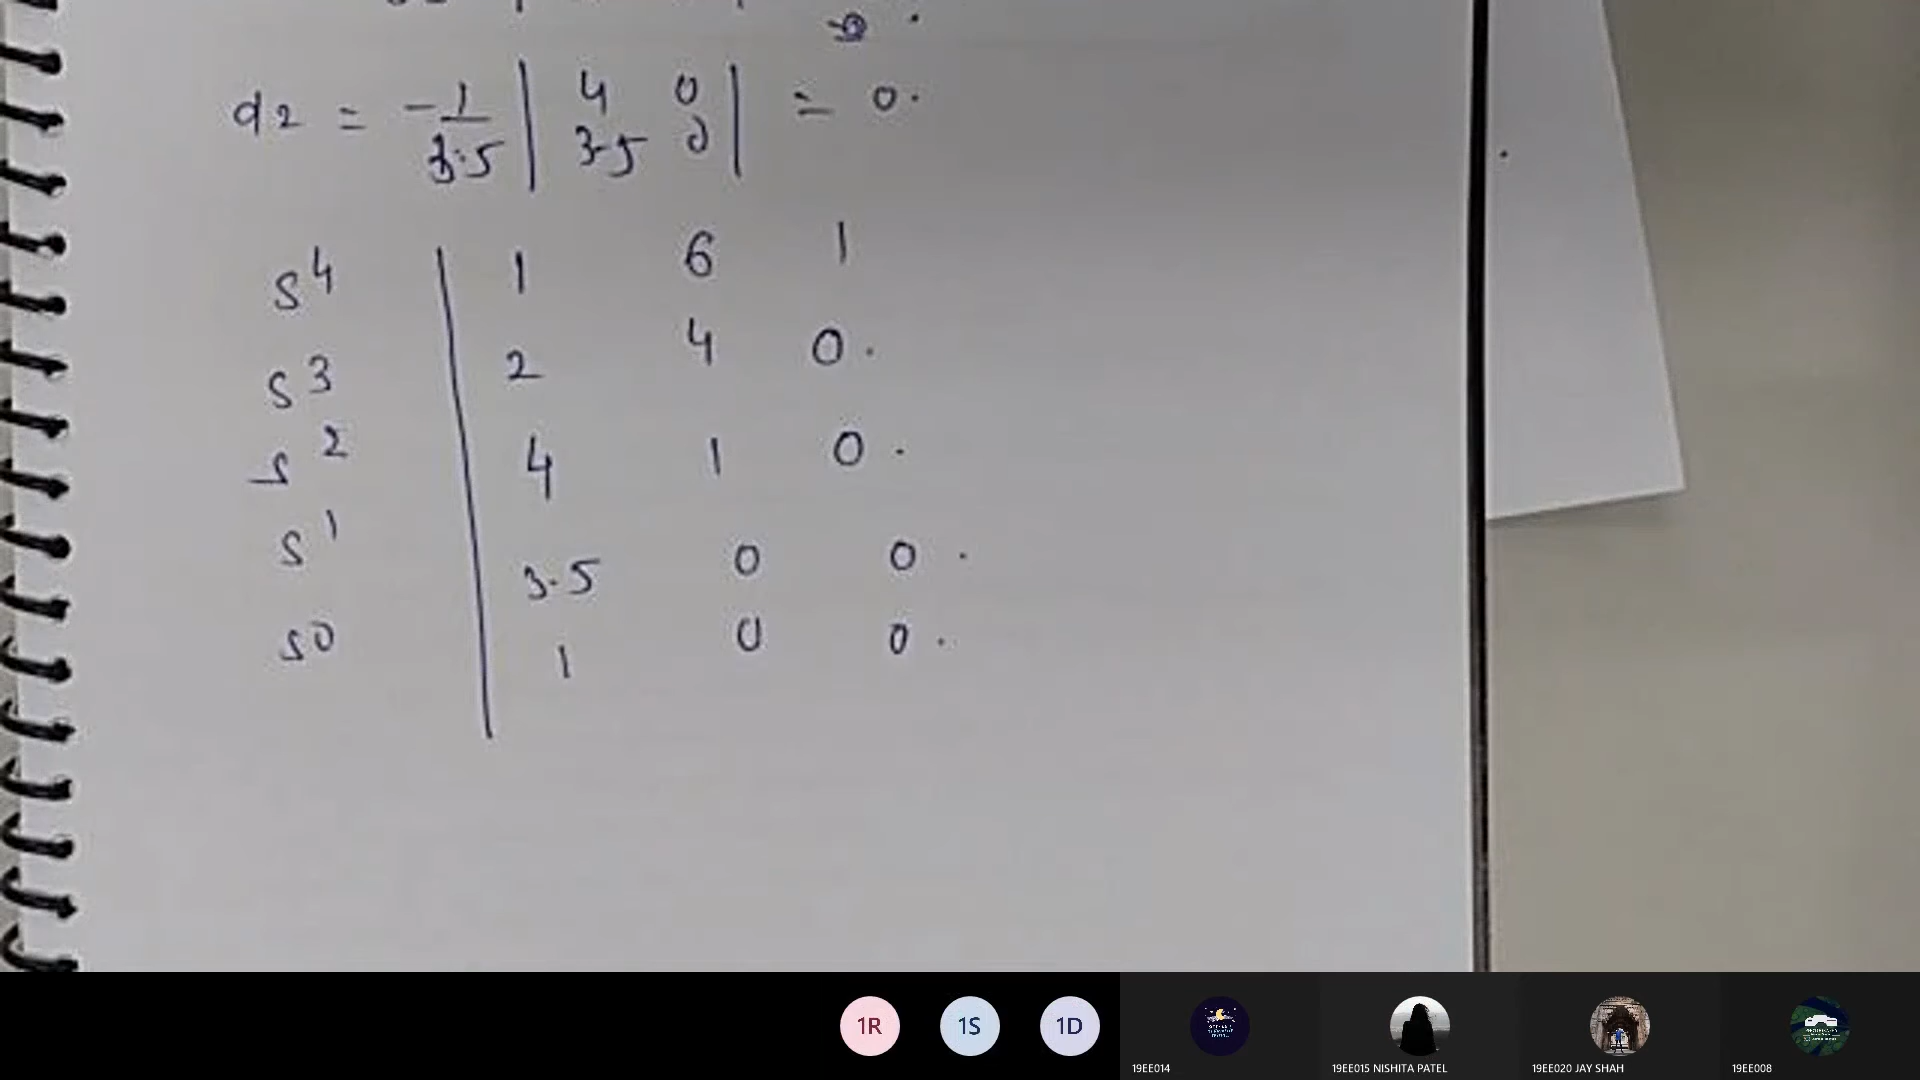 d2 = -1/3.5 | 4 0 | = 0.
3.5 0
s4 | 1 6 1
s3 | 2 4 0.
s2 | 4 1 0.
s1 | 3.5 0 0.
s0 | 1 0 0.
1R 1S 1D
19EE014 19EE015 NISHITA PATEL 19EE020 JAY SHAH 19EE008